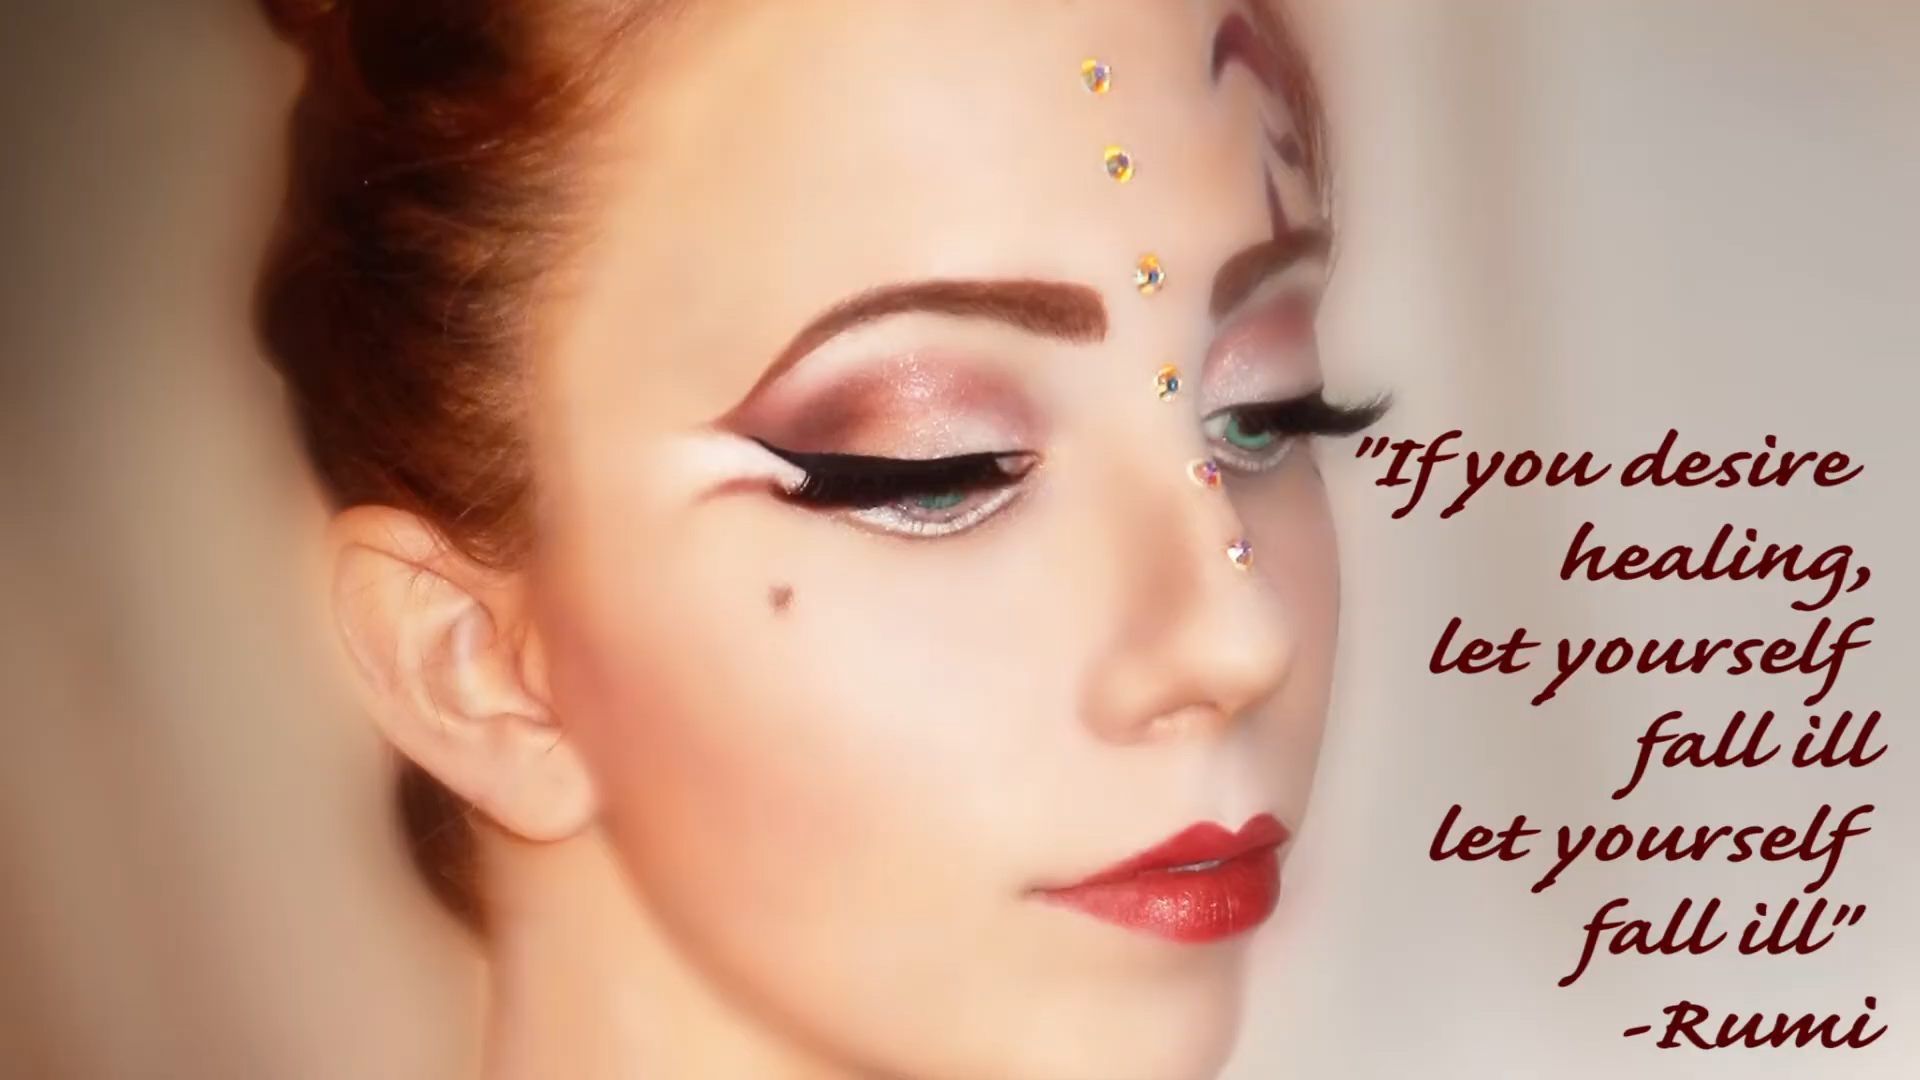 "If you desire
healing,
let yourself
fall ill
let yourself
fall ill"
-Rumi